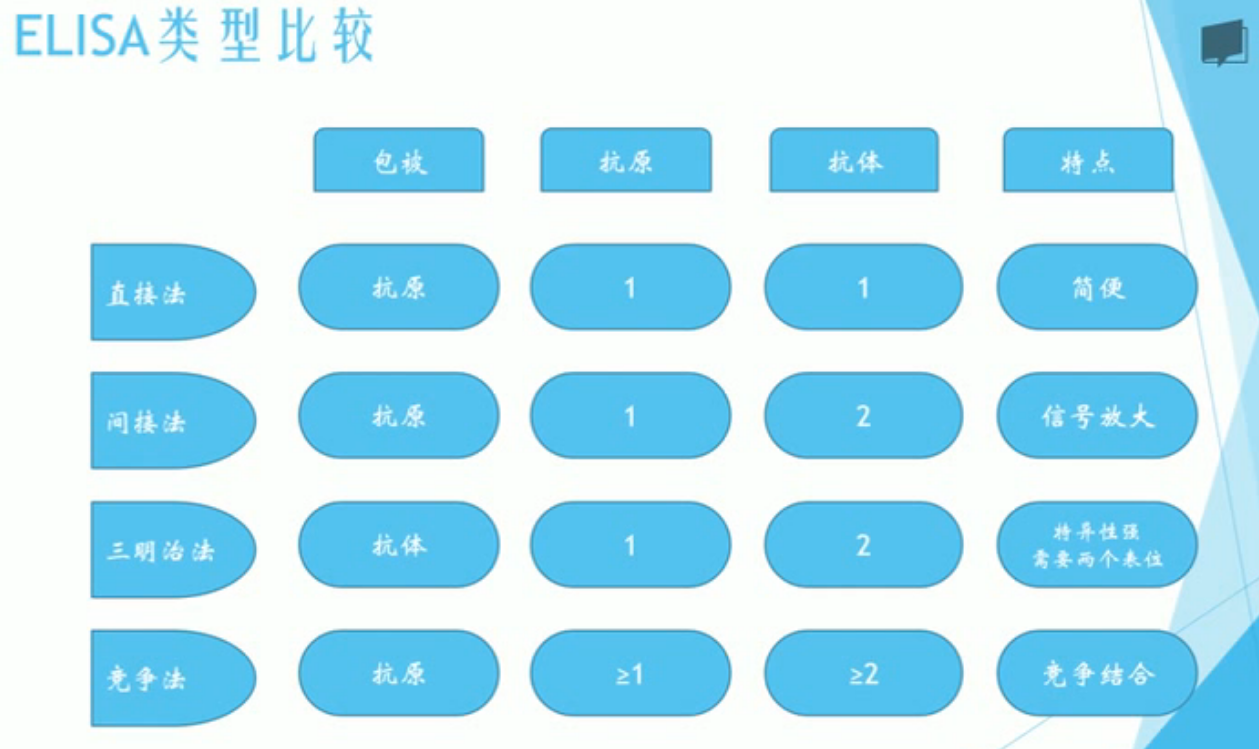 ELISA类型比较
包被 抗原 抗体 特点
直接法 抗原 1 1 简便
间接法 抗原 1 2 信号放大
三明治法 抗体 1 2 特异性强
需要两个表位
竞争法 抗原 ≥1 ≥2 竞争结合